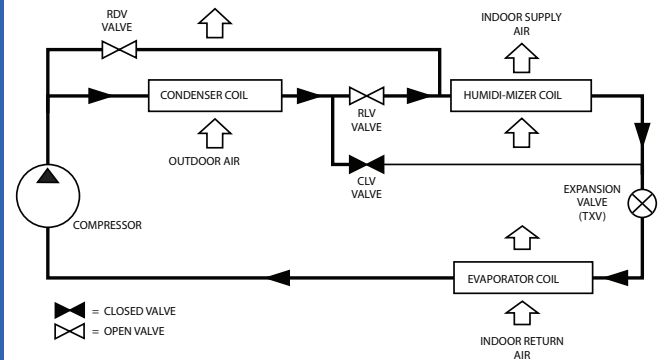 RDV
VALVE
INDOOR SUPPLY
AIR
CONDENSER COIL
HUMIDI-MIZER COIL
RLV
VALVE
OUTDOOR AIR
CLV
VALVE
EXPANSION
VALVE
(TXV)
COMPRESSOR
EVAPORATOR COIL
= CLOSED VALVE
= OPEN VALVE
INDOOR RETURN
AIR